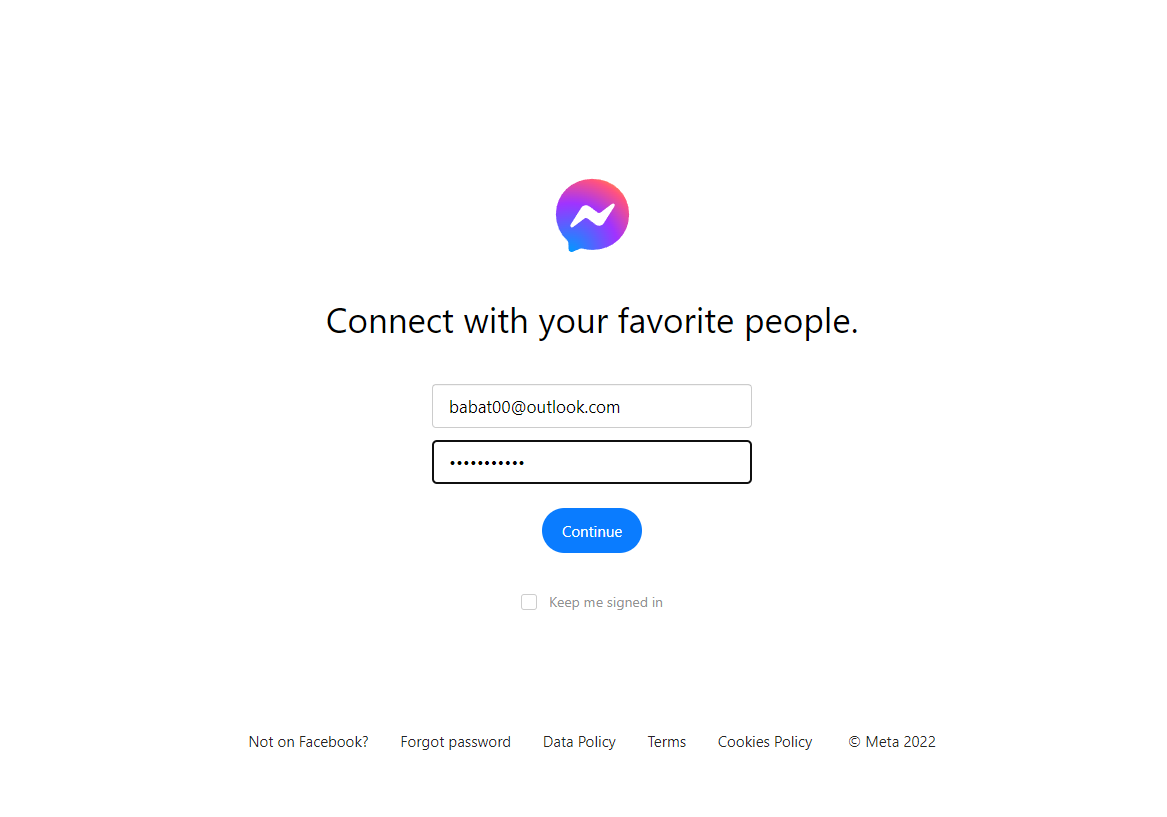 Connect with your favorite people.
babat00@outlook.com
•••••••••••
Continue
Keep me signed in
Not on Facebook? Forgot password Data Policy Terms Cookies Policy © Meta 2022